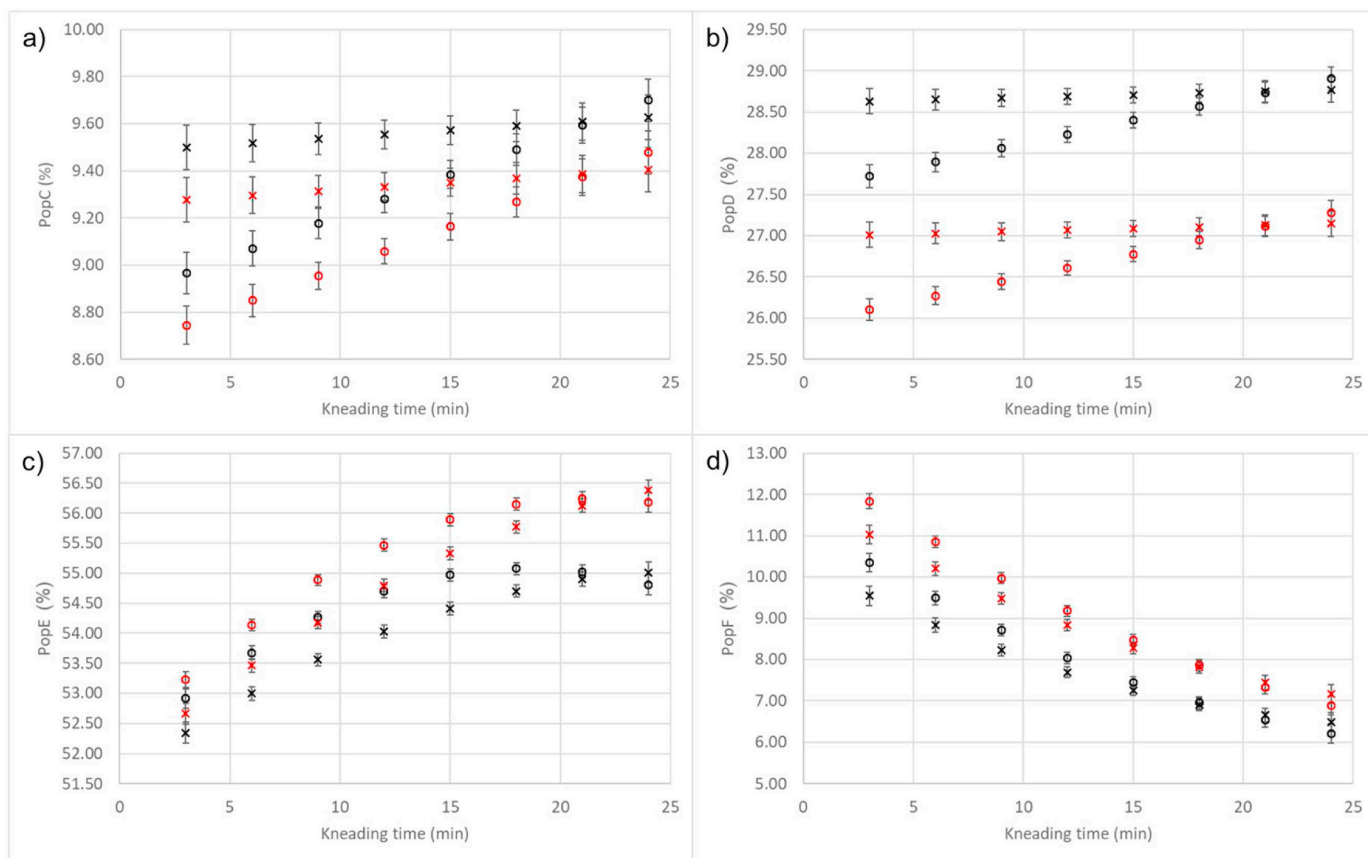 a)
PopC (%)
10.00
9.80
9.60
9.40
9.20
9.00
8.80
8.60
0 5 10 15 20 25
Kneading time (min)
b)
PopD (%)
29.50
29.00
28.50
28.00
27.50
27.00
26.50
26.00
25.50
0 5 10 15 20 25
Kneading time (min)
c)
PopE (%)
57.00
56.50
56.00
55.50
55.00
54.50
54.00
53.50
53.00
52.50
52.00
51.50
0 5 10 15 20 25
Kneading time (min)
d)
PopF (%)
13.00
12.00
11.00
10.00
9.00
8.00
7.00
6.00
5.00
0 5 10 15 20 25
Kneading time (min)